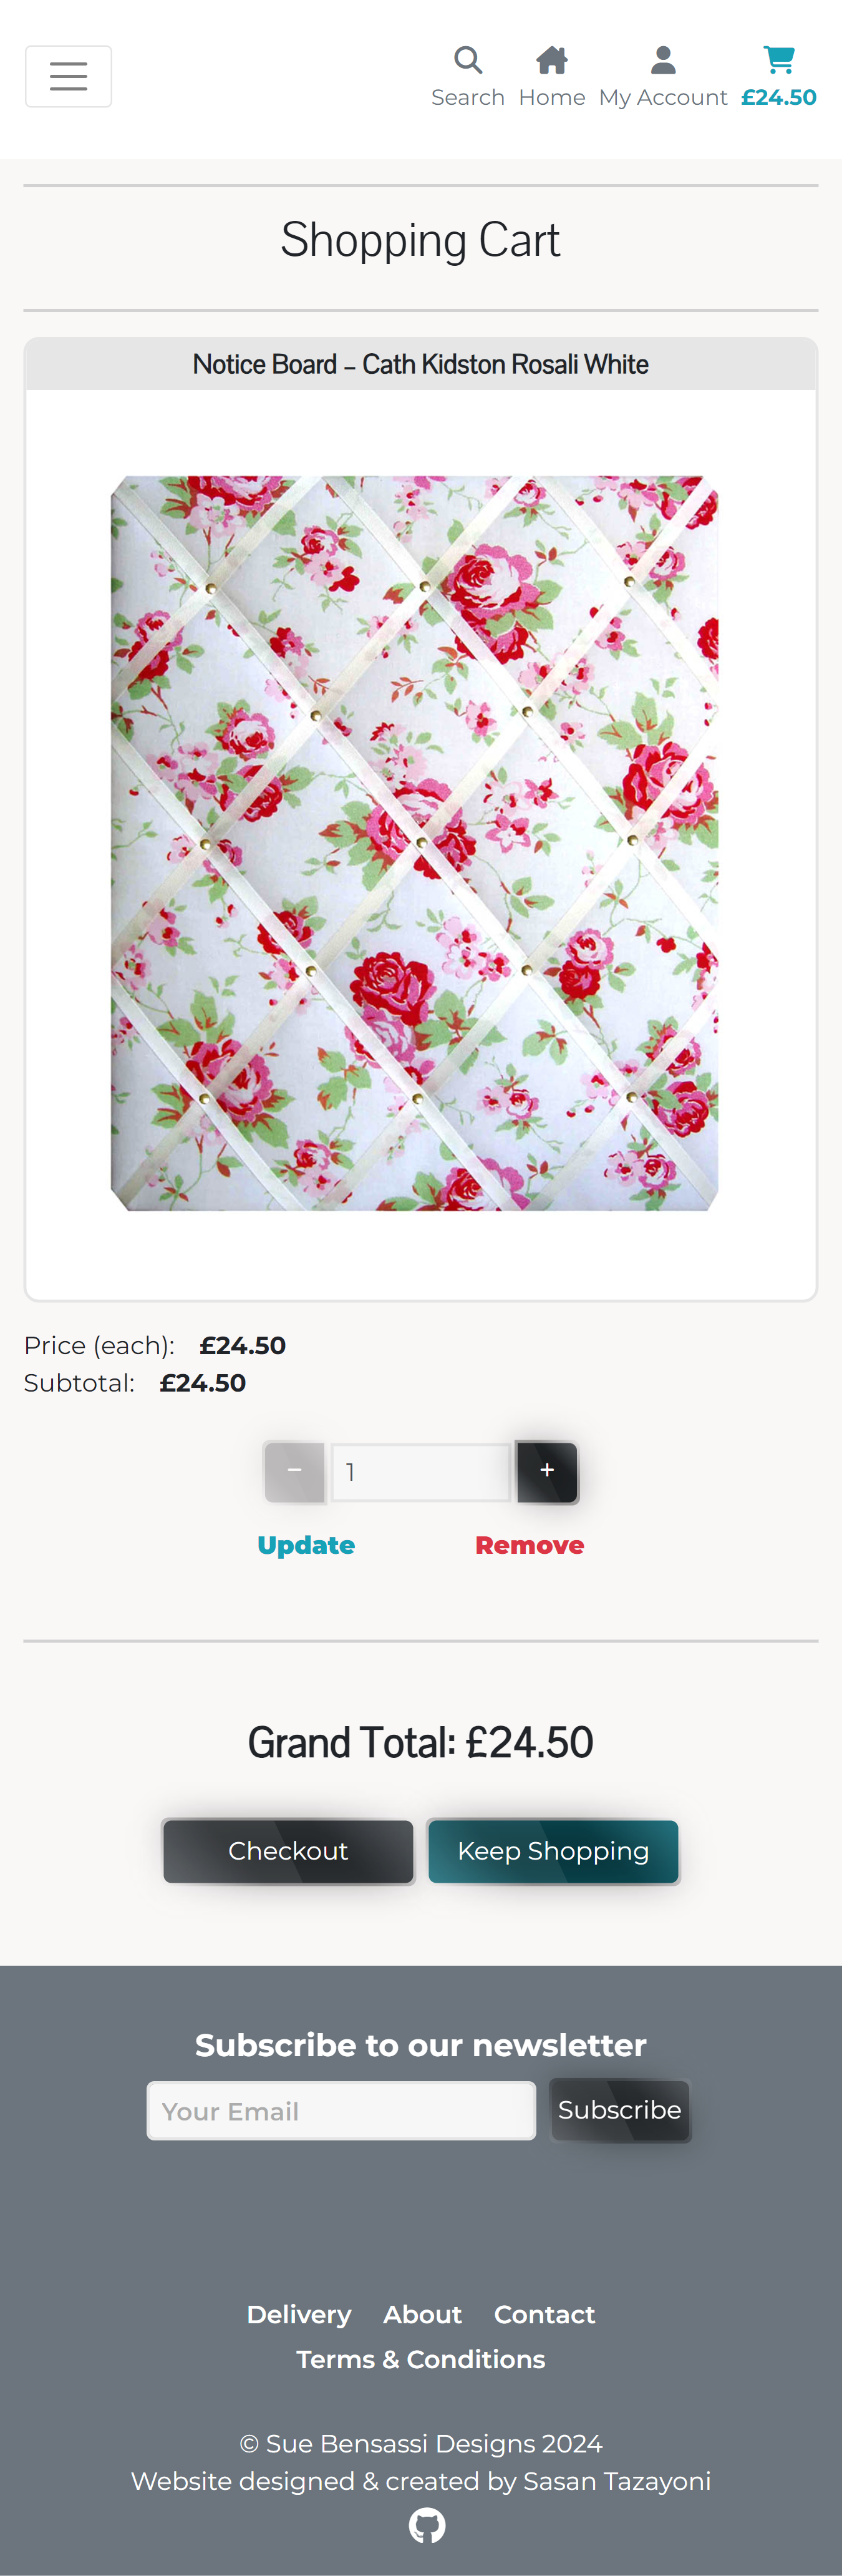 Search Home My Account £24.50
Shopping Cart
Notice Board – Cath Kidston Rosali White
Price (each): £24.50
Subtotal: £24.50
− 1 +
Update Remove
Grand Total: £24.50
Checkout Keep Shopping
Subscribe to our newsletter
Your Email Subscribe
Delivery About Contact
Terms & Conditions
© Sue Bensassi Designs 2024
Website designed & created by Sasan Tazayoni